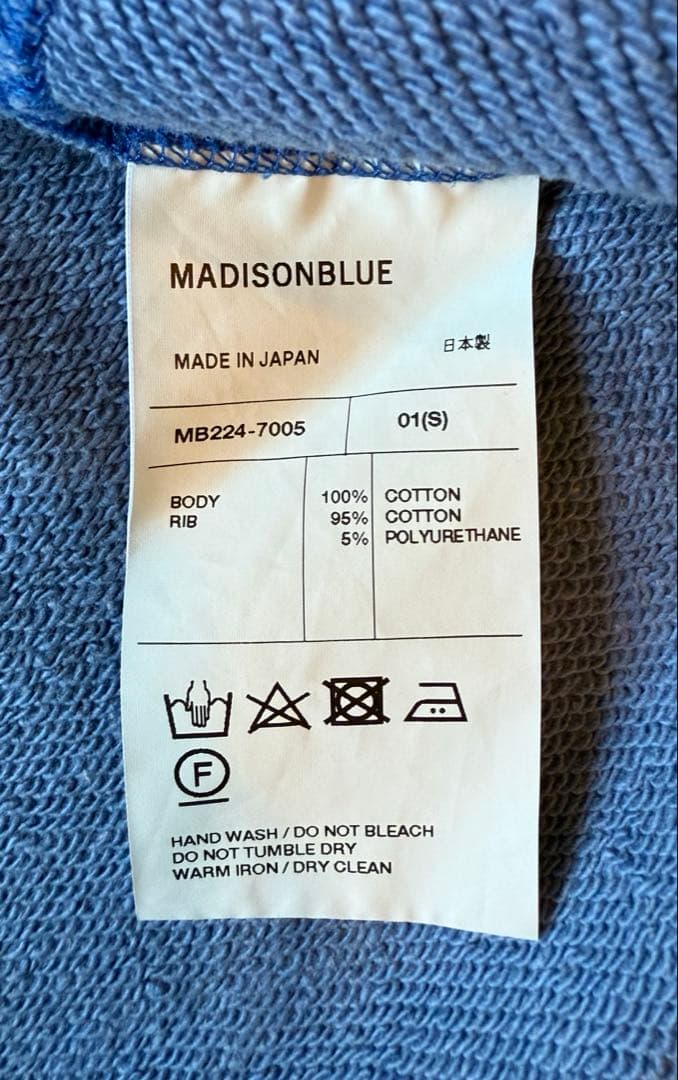 MADISONBLUE
MADE IN JAPAN 日本製
MB224-7005 01(S)
BODY 100% COTTON
RIB 95% COTTON
5% POLYURETHANE
F
HAND WASH / DO NOT BLEACH
DO NOT TUMBLE DRY
WARM IRON / DRY CLEAN